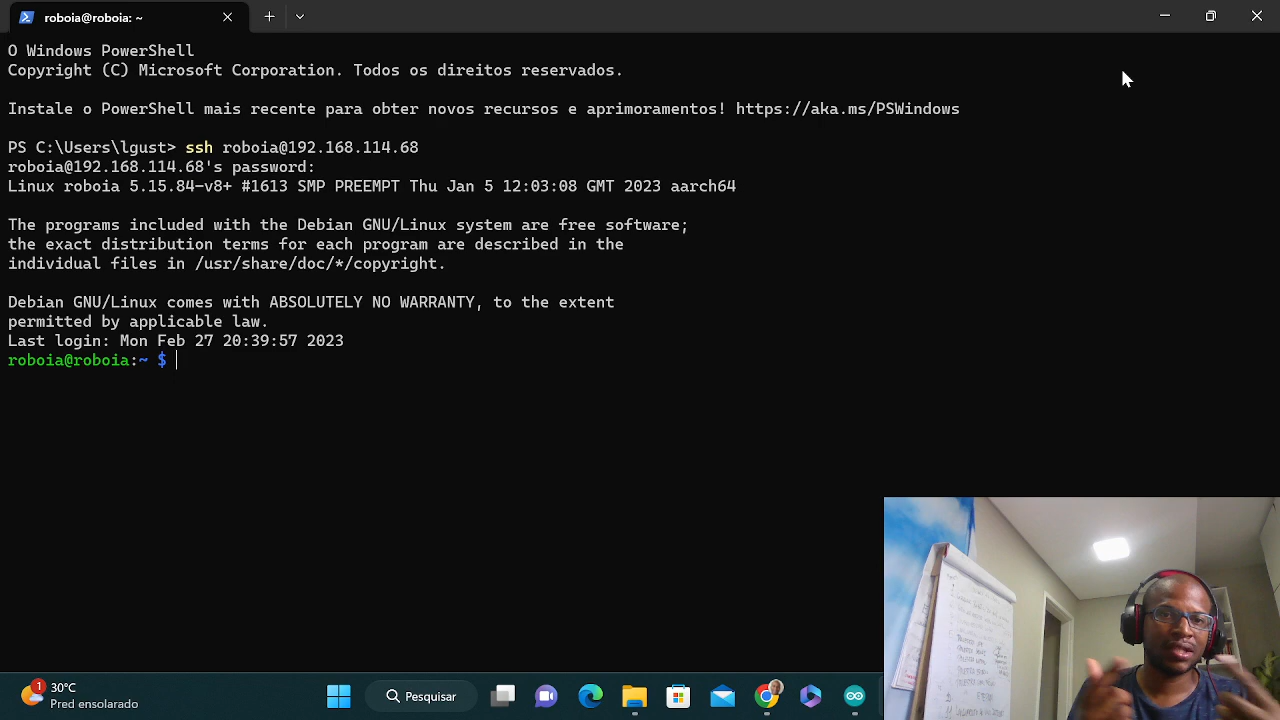 roboia@roboia: ~
O Windows PowerShell
Copyright (C) Microsoft Corporation. Todos os direitos reservados.
Instale o PowerShell mais recente para obter novos recursos e aprimoramentos! https://aka.ms/PSWindows
PS C:\Users\lgust> ssh roboia@192.168.114.68
roboia@192.168.114.68's password:
Linux roboia 5.15.84-v8+ #1613 SMP PREEMPT Thu Jan 5 12:03:08 GMT 2023 aarch64
The programs included with the Debian GNU/Linux system are free software;
the exact distribution terms for each program are described in the
individual files in /usr/share/doc/*/copyright.
Debian GNU/Linux comes with ABSOLUTELY NO WARRANTY, to the extent
permitted by applicable law.
Last login: Mon Feb 27 20:39:57 2023
roboia@roboia:~ $
1
30°C
Pred ensolarado
Pesquisar